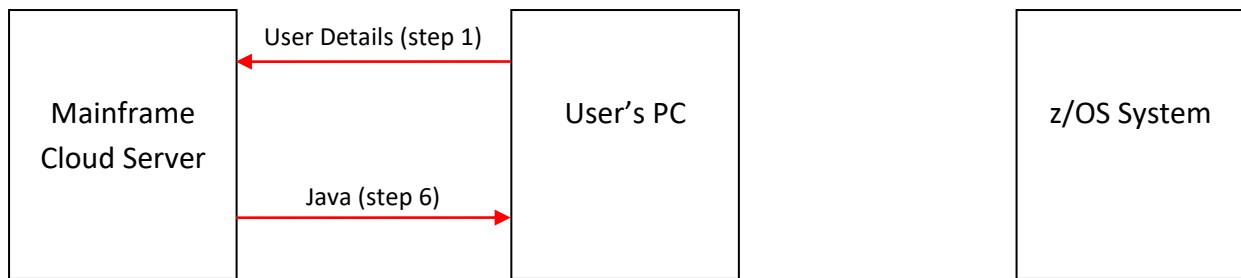 User Details (step 1)
Mainframe
Cloud Server
User’s PC
z/OS System
Java (step 6)